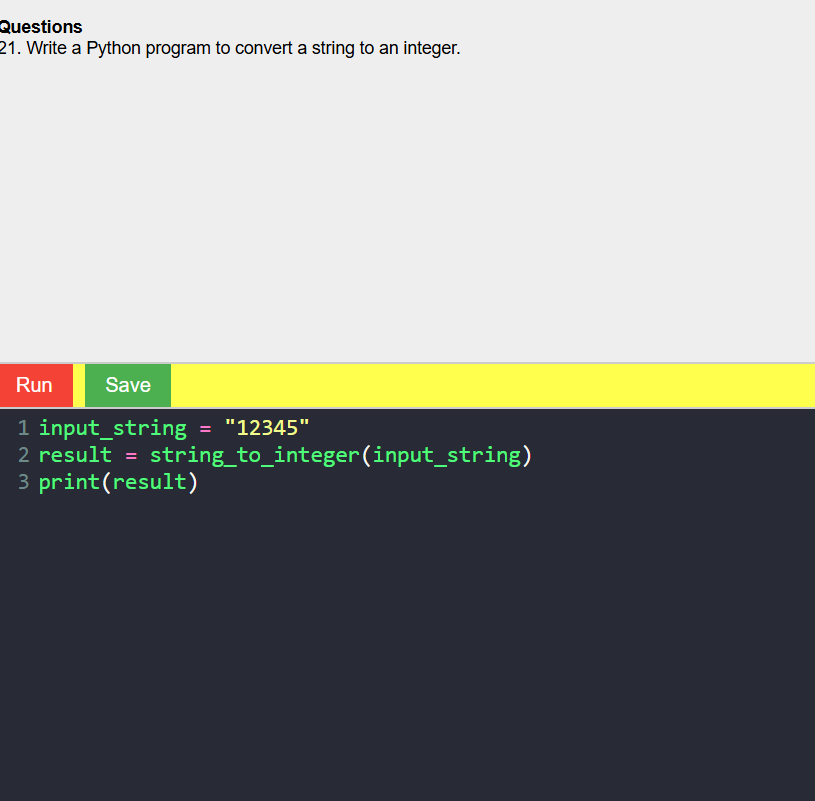 Questions
21. Write a Python program to convert a string to an integer.
Run Save
1 input_string = "12345"
2 result = string_to_integer(input_string)
3 print(result)